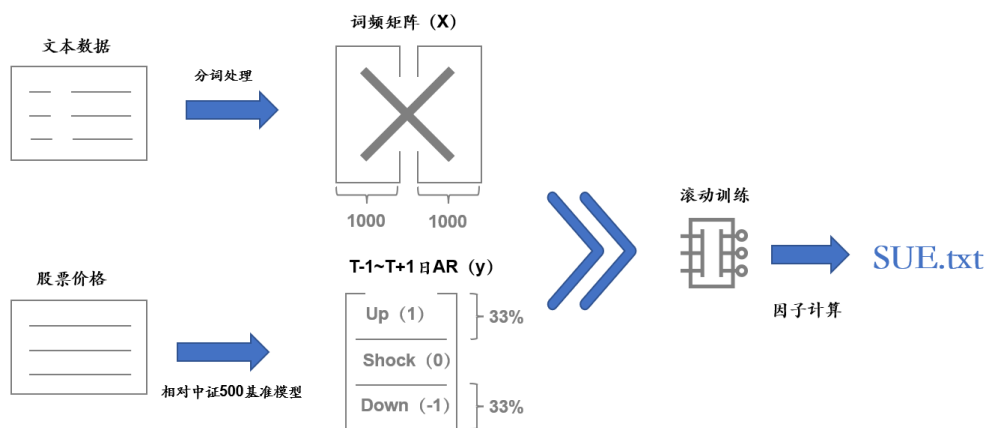 文本数据
分词处理
词频矩阵（X）
1000
1000
股票价格
相对中证500基准模型
T-1~T+1日AR（y）
Up（1）
33%
Shock（0）
Down（-1）
33%
滚动训练
因子计算
SUE.txt